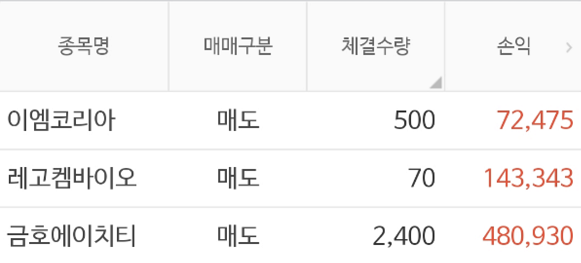 종목명 매매구분 체결수량 손익 >
이엠코리아 매도 500 72,475
레고켐바이오 매도 70 143,343
금호에이치티 매도 2,400 480,930